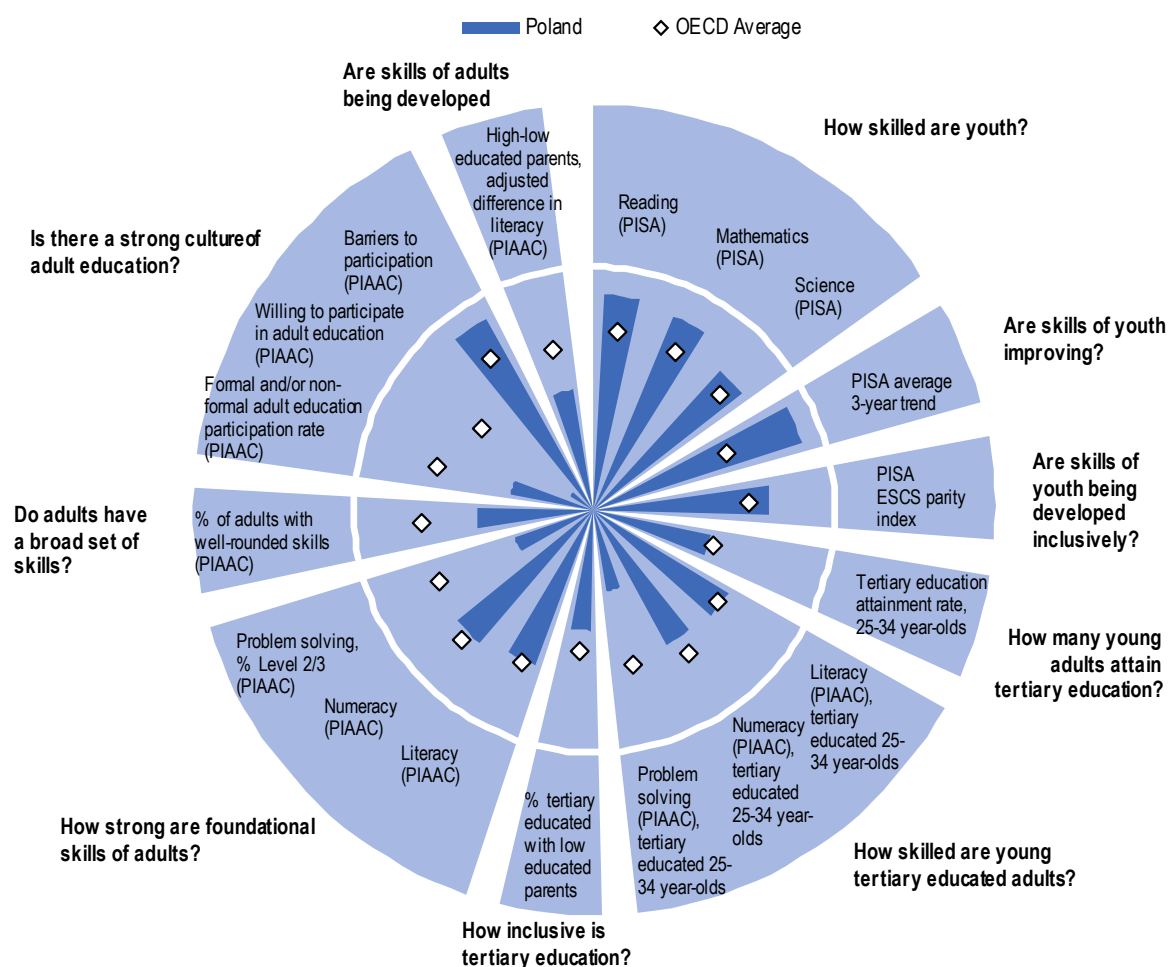 Poland
OECD Average
Are skills of adults
being developed
High-low
educated parents,
adjusted
difference in
literacy
(PIAAC)
How skilled are youth?
Reading
(PISA)
Mathematics
(PISA)
Science
(PISA)
Are skills of youth
improving?
PISA average
3-year trend
Are skills of
youth being
developed
inclusively?
PISA
ESCS parity
index
Tertiary education
attainment rate,
25-34 year-olds
How many young
adults attain
tertiary education?
Literacy
(PIAAC),
tertiary
educated 25-
34 year-olds
Numeracy
(PIAAC),
tertiary
educated
25-34 year-
olds
Problem
solving
(PIAAC),
tertiary
educated 25-
34 year-olds
How skilled are young
tertiary educated adults?
% tertiary
educated
with low
educated
parents
How inclusive is
tertiary education?
Literacy
(PIAAC)
Numeracy
(PIAAC)
Problem solving,
% Level 2/3
(PIAAC)
How strong are foundational
skills of adults?
% of adults with
well-rounded skills
(PIAAC)
Do adults have
a broad set of
skills?
Formal and/or non-
formal adult education
participation rate
(PIAAC)
Willing to participate
in adult education
(PIAAC)
Barriers to
participation
(PIAAC)
Is there a strong cultureof
adult education?